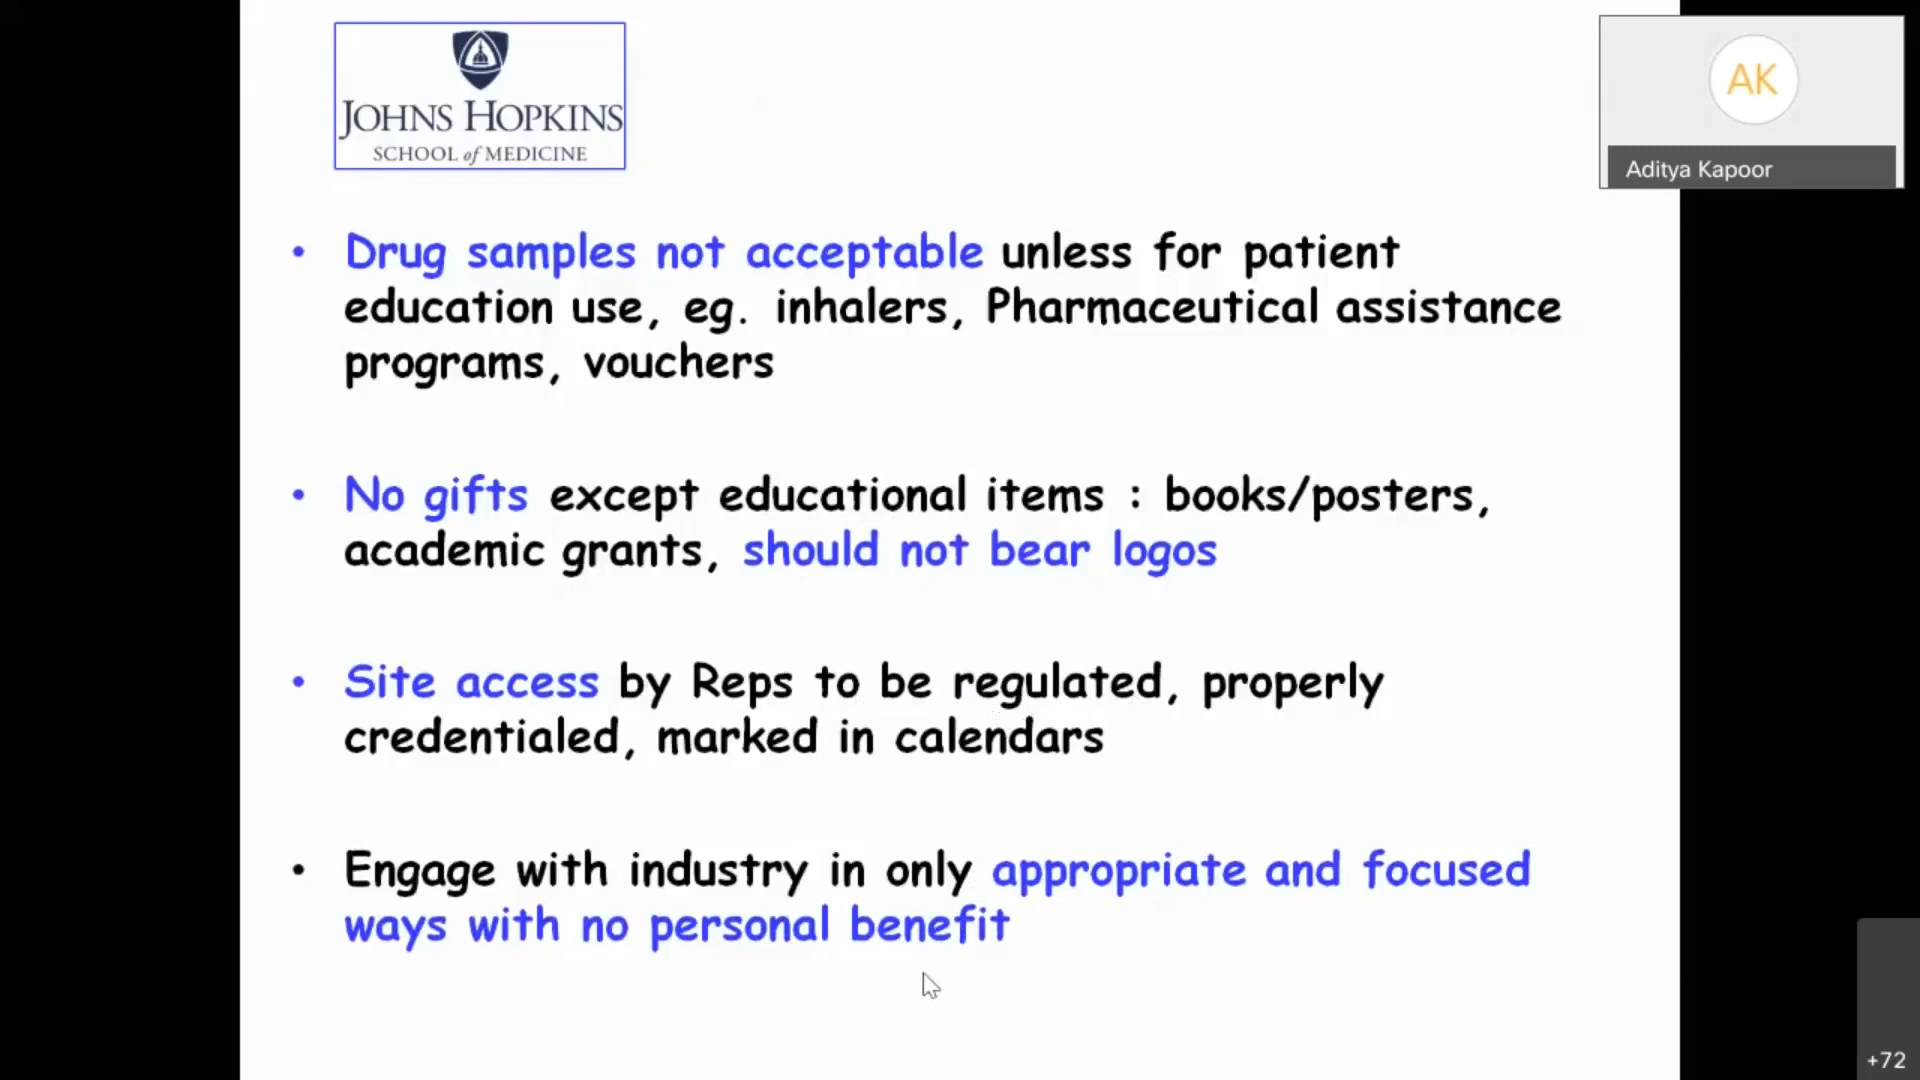 JOHNS HOPKINS
SCHOOL of MEDICINE
AK
Aditya Kapoor
• Drug samples not acceptable unless for patient
education use, eg. inhalers, Pharmaceutical assistance
programs, vouchers
• No gifts except educational items : books/posters,
academic grants, should not bear logos
• Site access by Reps to be regulated, properly
credentialed, marked in calendars
• Engage with industry in only appropriate and focused
ways with no personal benefit
+72